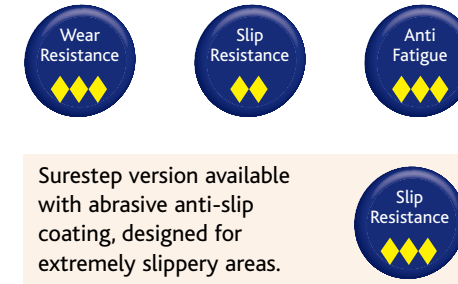 Wear
Resistance
Slip
Resistance
Anti
Fatigue
Surestep version available
with abrasive anti-slip
coating, designed for
extremely slippery areas.
Slip
Resistance